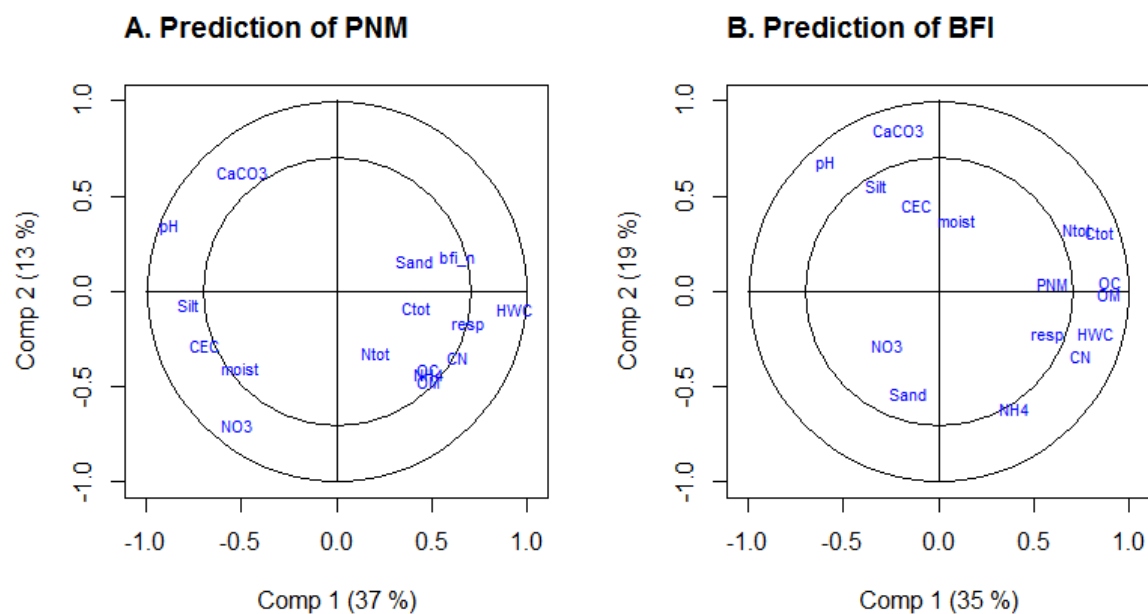 A. Prediction of PNM
1.0
0.5
0.0
-0.5
-1.0
Comp 2 (13 %)
CaCO3
pH
Sand
bfi_n
Silt
Ctot
HWC
resp
CEC
Ntot
CN
moist
OC
NH4
OM
NO3
-1.0 -0.5 0.0 0.5 1.0
Comp 1 (37 %)
B. Prediction of BFI
1.0
0.5
0.0
-0.5
-1.0
Comp 2 (19 %)
CaCO3
pH
Silt
CEC
moist
Ntot
Ctot
PNM
OC
OM
resp
HWC
NO3
CN
Sand
NH4
-1.0 -0.5 0.0 0.5 1.0
Comp 1 (35 %)